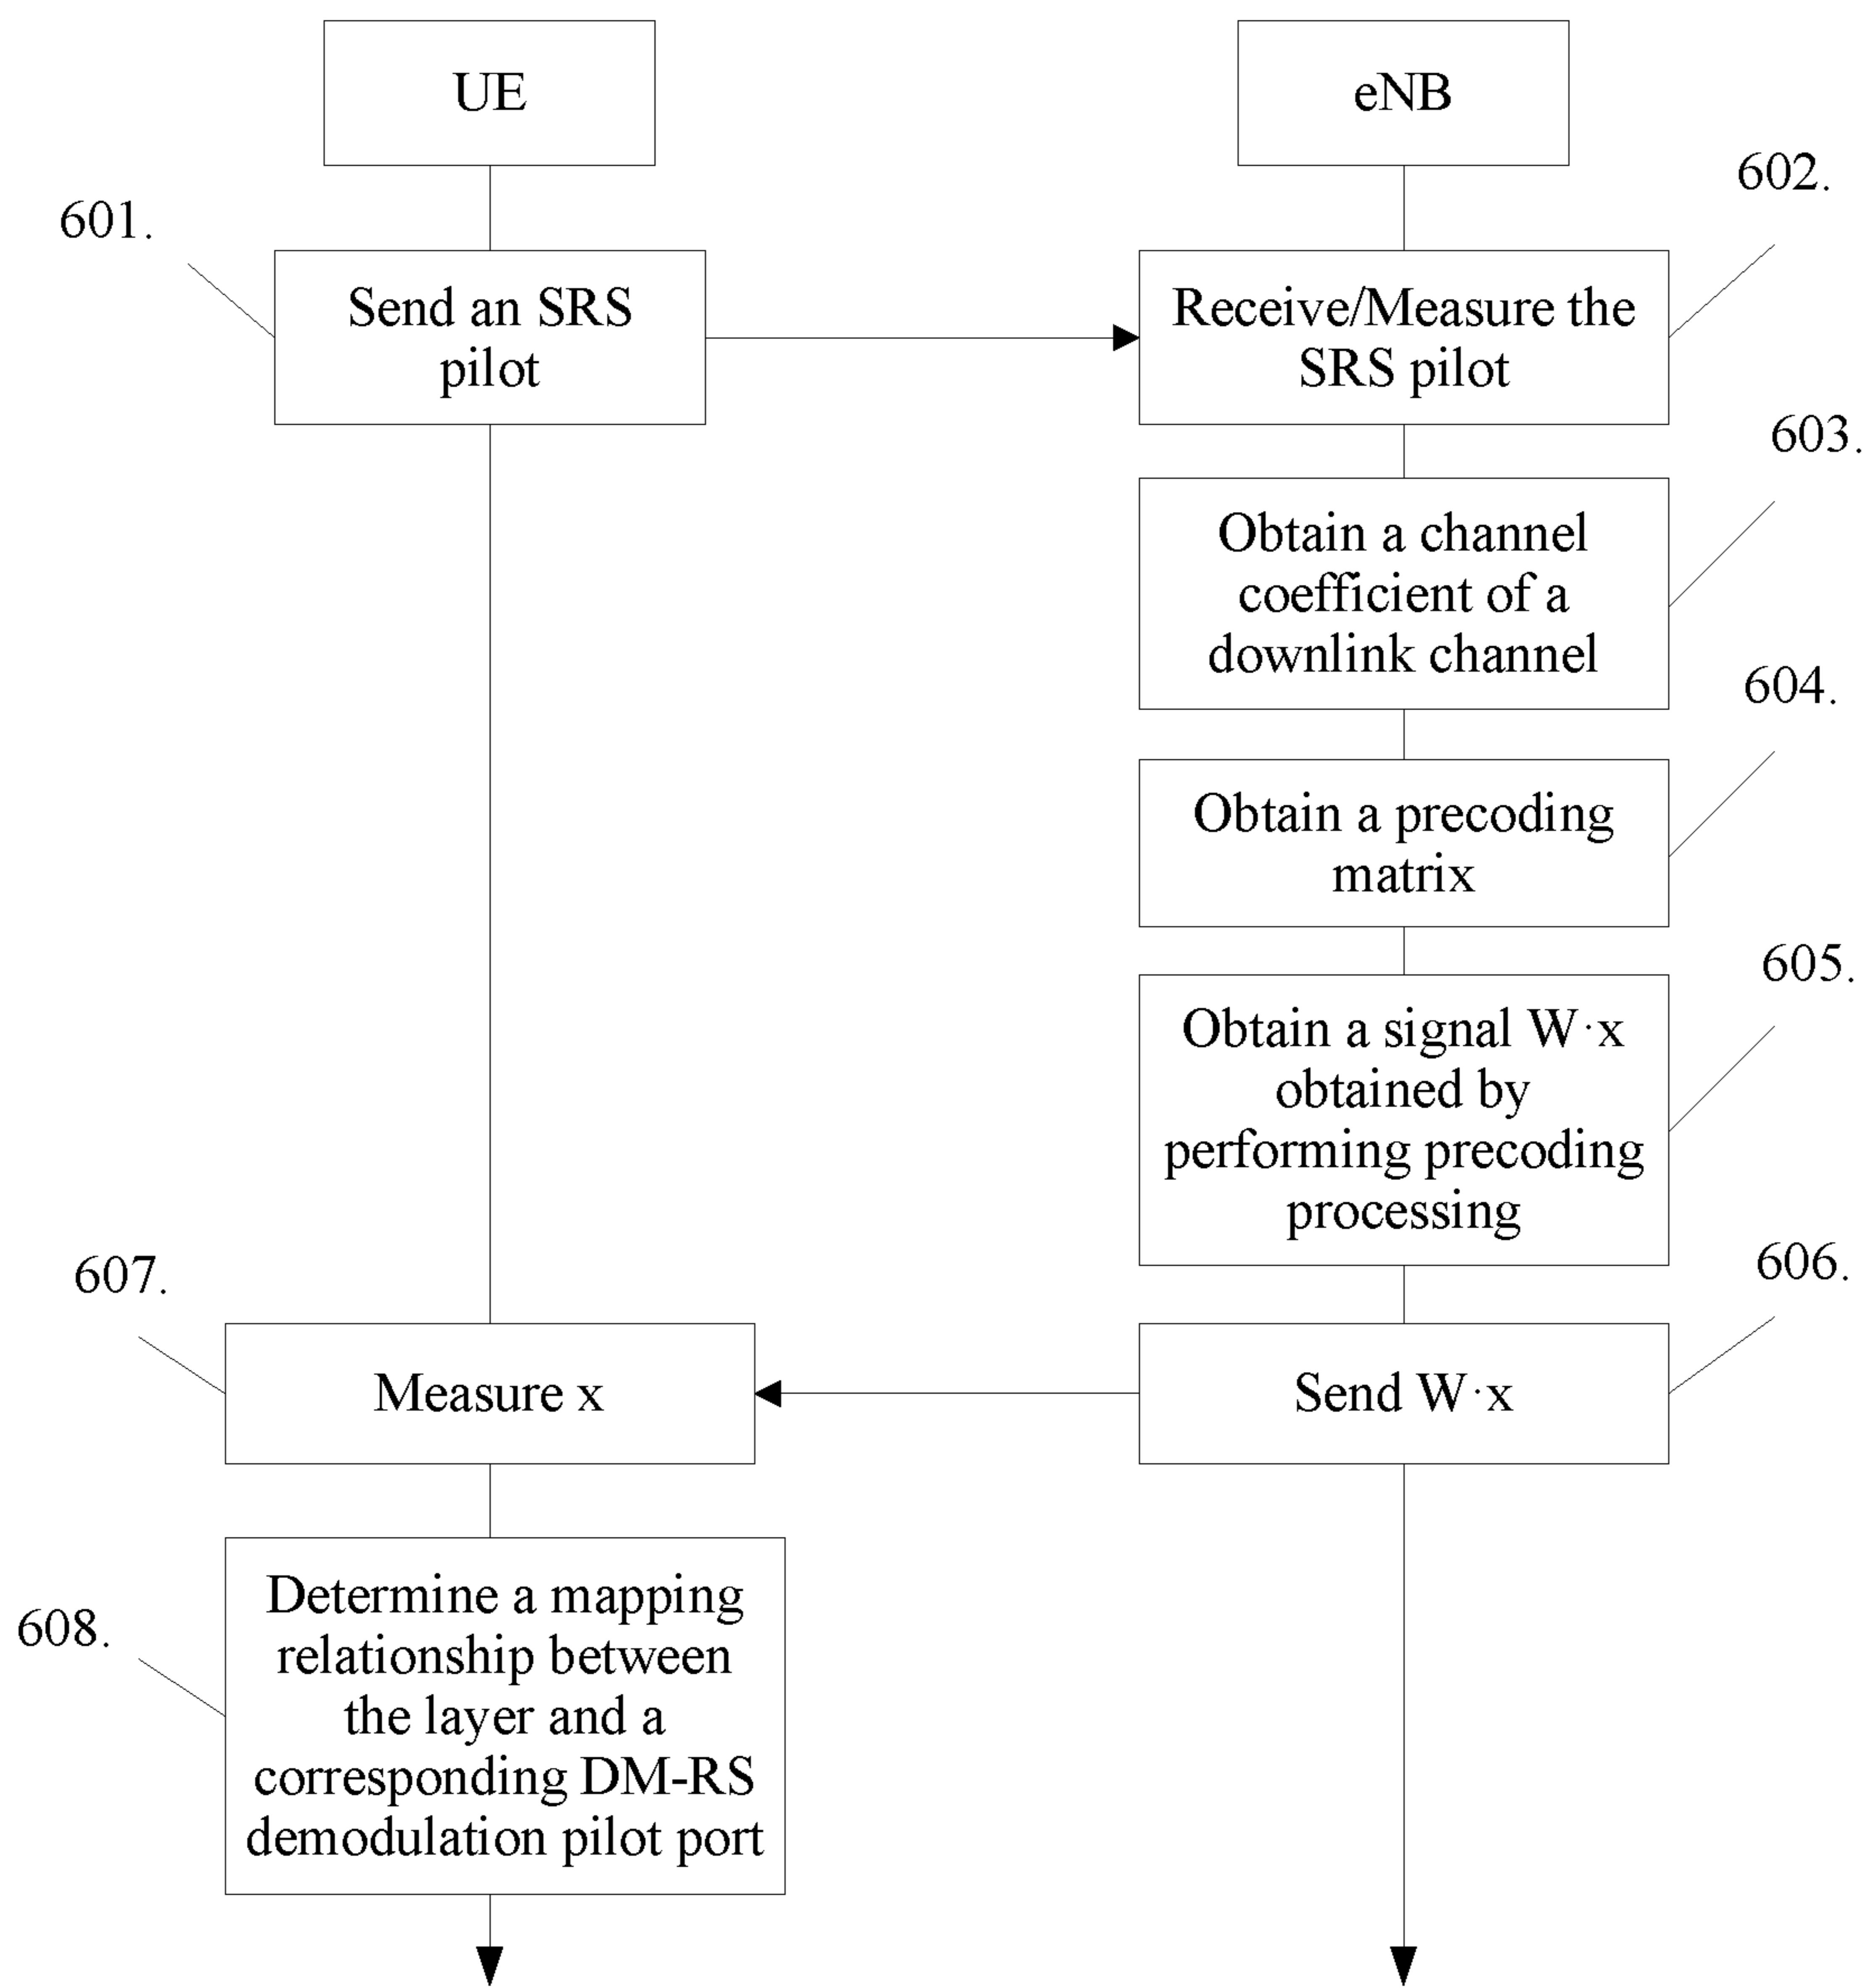 UE
eNB
601.
602.
Send an SRS
pilot
Receive/Measure the
SRS pilot
603.
Obtain a channel
coefficient of a
downlink channel
604.
Obtain a precoding
matrix
605.
Obtain a signal W·x
obtained by
performing precoding
processing
606.
607.
Send W·x
Measure x
608.
Determine a mapping
relationship between
the layer and a
corresponding DM-RS
demodulation pilot port